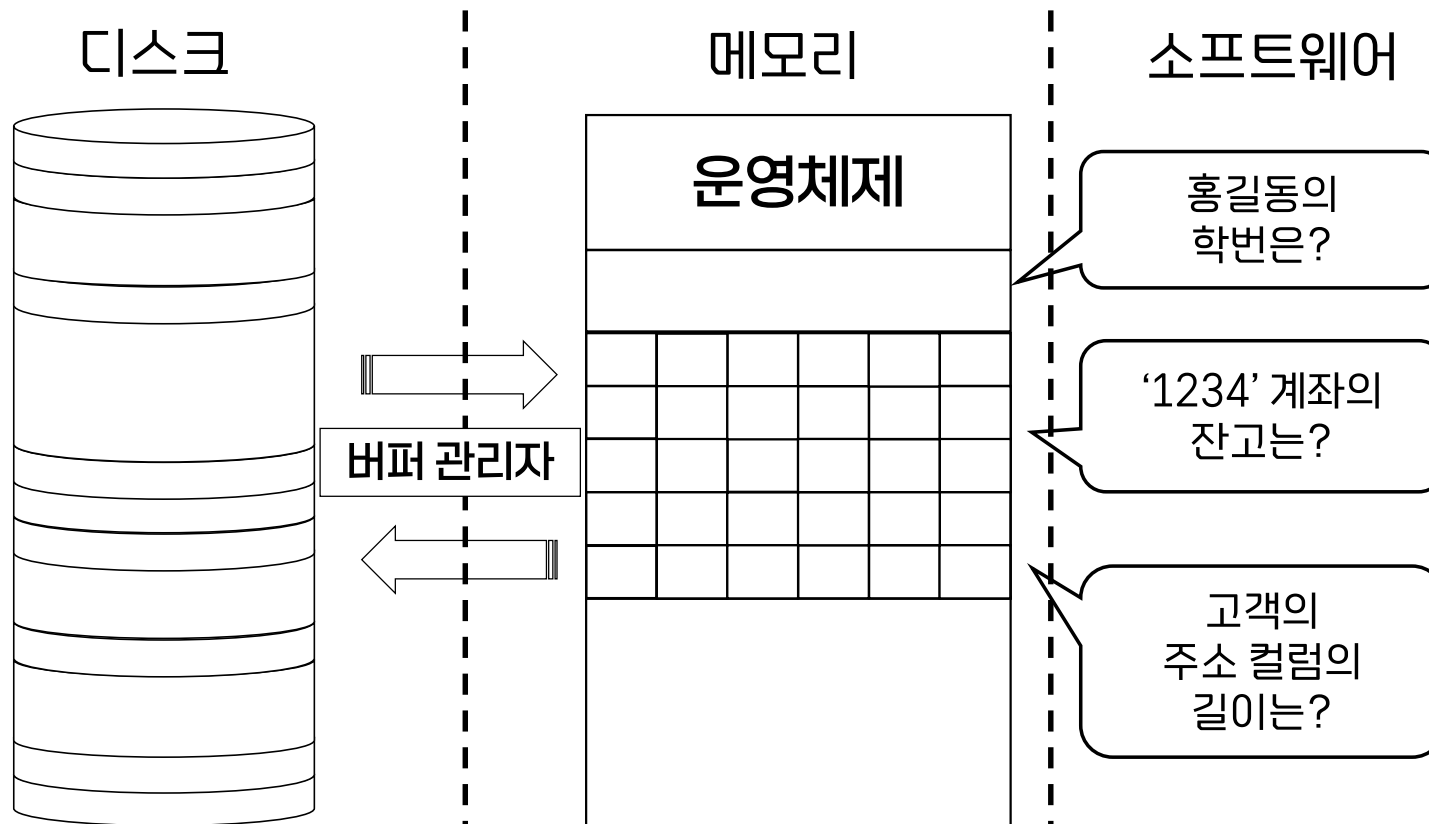 디스크
메모리
소프트웨어
운영체제
홍길동의
학번은?
‘1234’ 계좌의
잔고는?
버퍼 관리자
고객의
주소 컬럼의
길이는?